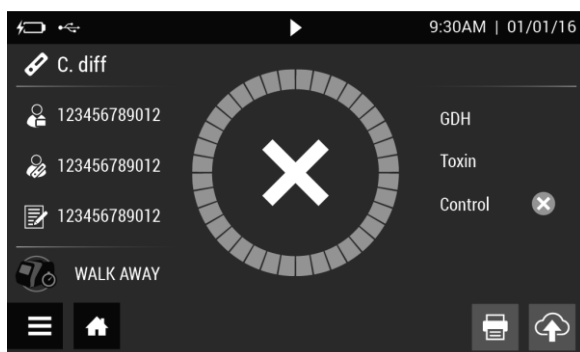 9:30AM | 01/01/16
C. diff
123456789012
123456789012
123456789012
WALK AWAY
GDH
Toxin
Control